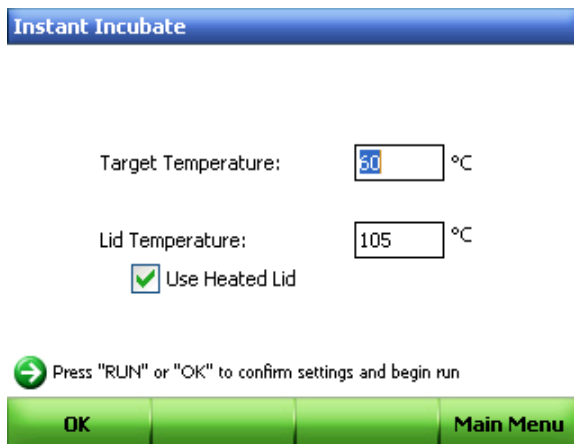 Instant Incubate
Target Temperature: 60 °C
Lid Temperature: 105 °C
Use Heated Lid
Press "RUN" or "OK" to confirm settings and begin run
OK Main Menu